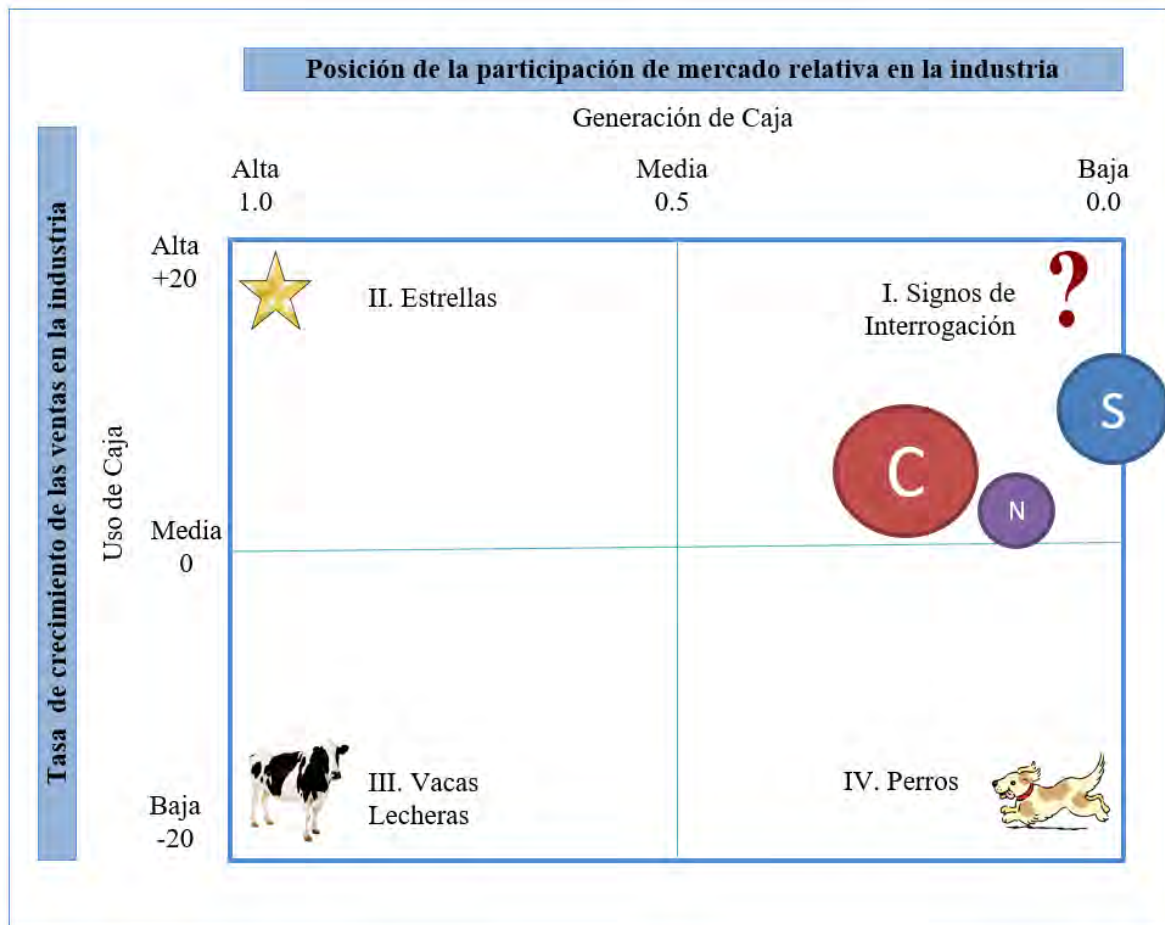 Posición de la participación de mercado relativa en la industria
Generación de Caja
Alta
1.0
Media
0.5
Baja
0.0
Tasa de crecimiento de las ventas en la industria
Uso de Caja
Alta
+20
II. Estrellas
I. Signos de
Interrogación
?
S
C
N
Media
0
III. Vacas
Lecheras
IV. Perros
Baja
-20